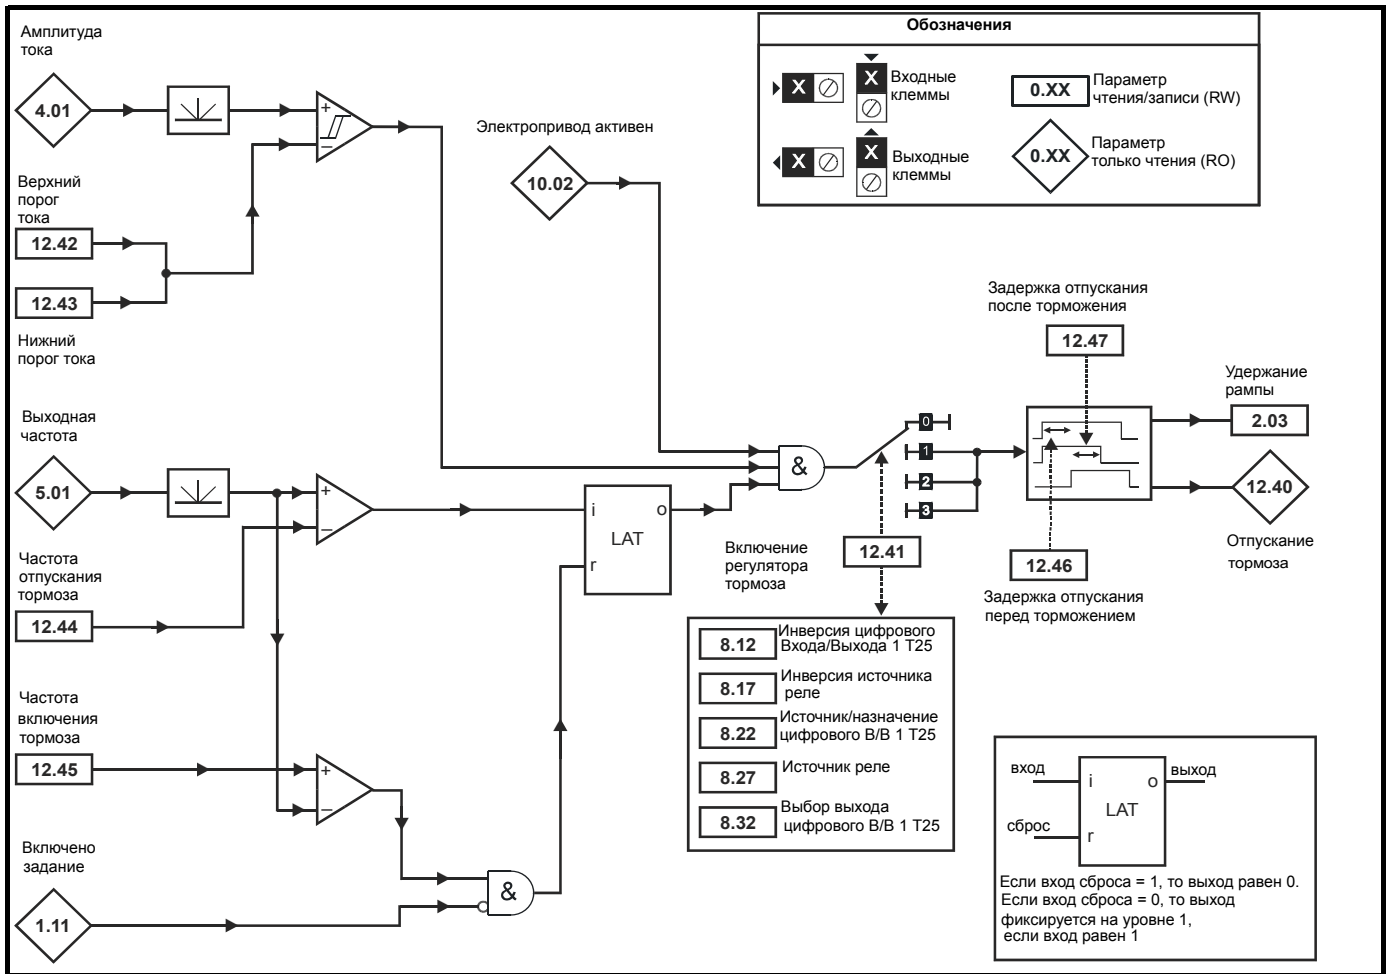 Амплитуда
тока
4.01
+
−
Верхний
порог
тока
12.42
12.43
Нижний
порог тока
Электропривод активен
10.02
Обозначения
X
X
Входные
клеммы
X
X
Выходные
клеммы
0.XX
Параметр
чтения/записи (RW)
0.XX
Параметр
только чтения (RO)
Выходная
частота
5.01
+
−
Частота
отпускания
тормоза
12.44
Частота
включения
тормоза
12.45
+
−
Включено
задание
1.11
&
i
o
LAT
r
&
0
1
2
3
Включение
регулятора
тормоза
12.41
8.12
Инверсия цифрового
Входа/Выхода 1 T25
8.17
Инверсия источника
реле
8.22
Источник/назначение
цифрового В/В 1 T25
8.27
Источник реле
8.32
Выбор выхода
цифрового В/В 1 T25
Задержка отпускания
после торможения
12.47
12.46
Задержка отпускания
перед торможением
Удержание
рампы
2.03
12.40
Отпускание
тормоза
вход
i
o
выход
LAT
сброс
r
Если вход сброса = 1, то выход равен 0.
Если вход сброса = 0, то выход
фиксируется на уровне 1,
если вход равен 1